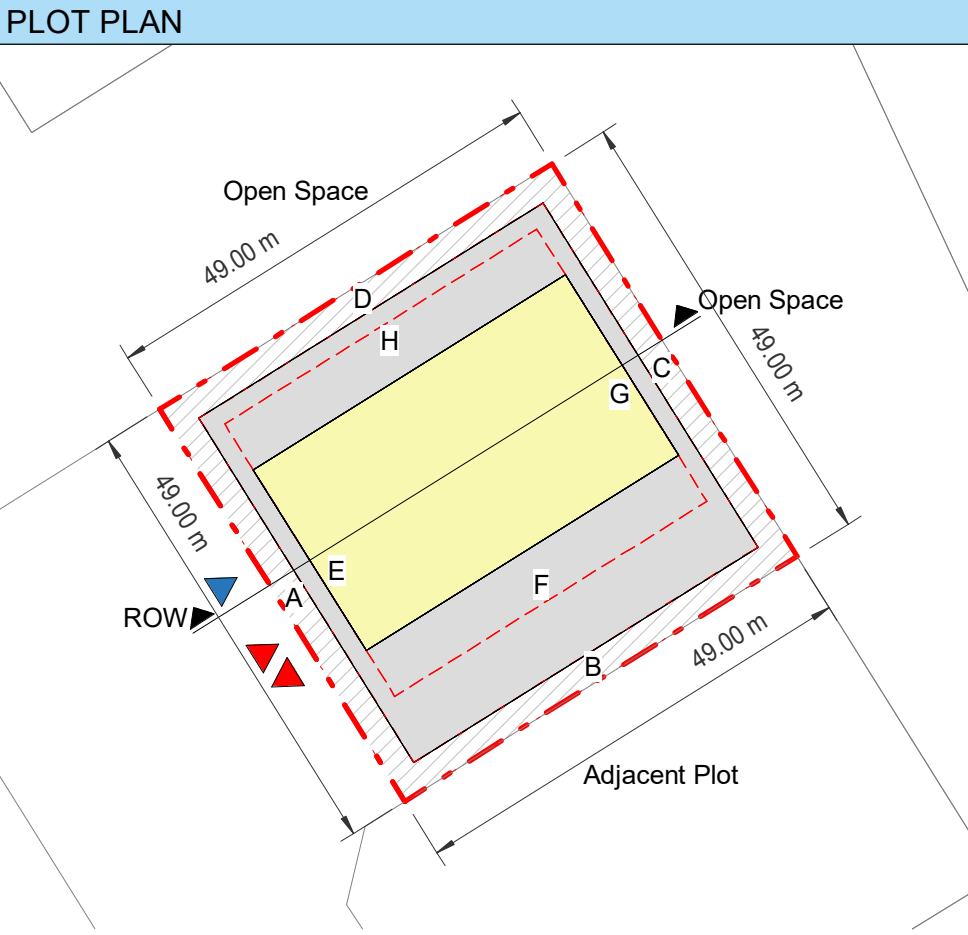 PLOT PLAN
Open Space
49.00 m
D
H
Open Space
49.00 m
C
G
49.00 m
E
A
ROW
F
B
49.00 m
Adjacent Plot